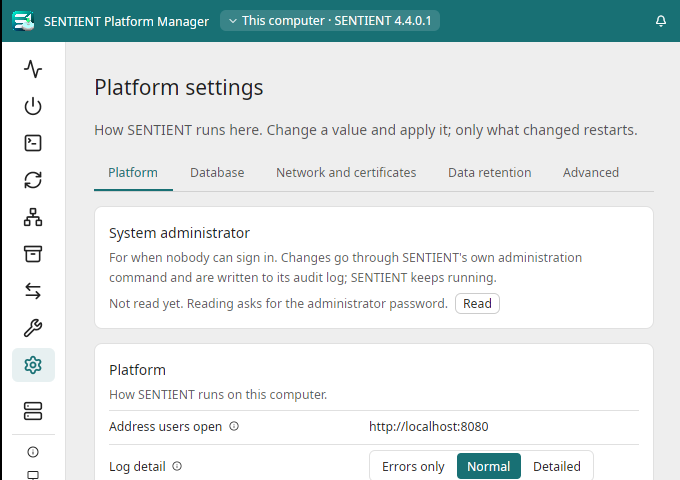 SENTIENT Platform Manager
This computer · SENTIENT 4.4.0.1
Platform settings
How SENTIENT runs here. Change a value and apply it; only what changed restarts.
Platform Database Network and certificates Data retention Advanced
System administrator
For when nobody can sign in. Changes go through SENTIENT's own administration
command and are written to its audit log; SENTIENT keeps running.
Not read yet. Reading asks for the administrator password. Read
Platform
How SENTIENT runs on this computer.
Address users open http://localhost:8080
Log detail Errors only Normal Detailed